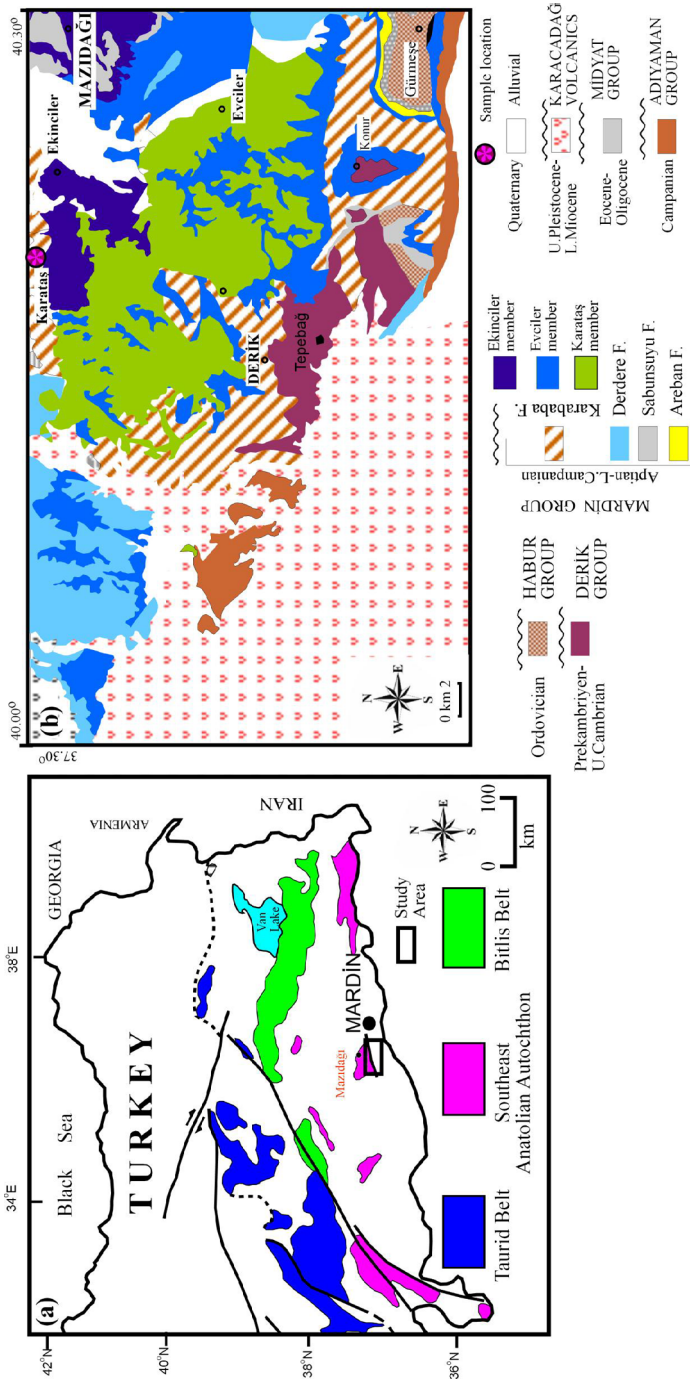 (a)
GEORGIA
ARMENIA
IRAN
Black Sea
TURKEY
Van
Lake
MARDİN
Mazıdağı
Study
Area
N
E
S
W
0 100
km
Taurid Belt
Southeast
Anatolian Autochthon
Bitlis Belt
42°N
40°N
38°N
36°N
34°E
38°E
(b)
40.00°
40.30°
37.30°
Karataş
Ekinciler
MAZIDAĞI
Evciler
DERİK
Tepebağ
Konur
Gürmeşe
N
E
S
W
0 km 2
Sample location
Quaternary
Alluvial
U.Pleistocene-
L.Miocene
KARACADAĞ
VOLCANICS
Eocene-
Oligocene
MIDYAT
GROUP
Campanian
ADIYAMAN
GROUP
MARDİN GROUP
Aptian-L.Campanian
Karababa F.
Ekinciler
member
Evciler
member
Karataş
member
Derdere F.
Sabunsuyu F.
Areban F.
Ordovician
HABUR
GROUP
Prekambriyen-
U.Cambrian
DERİK
GROUP